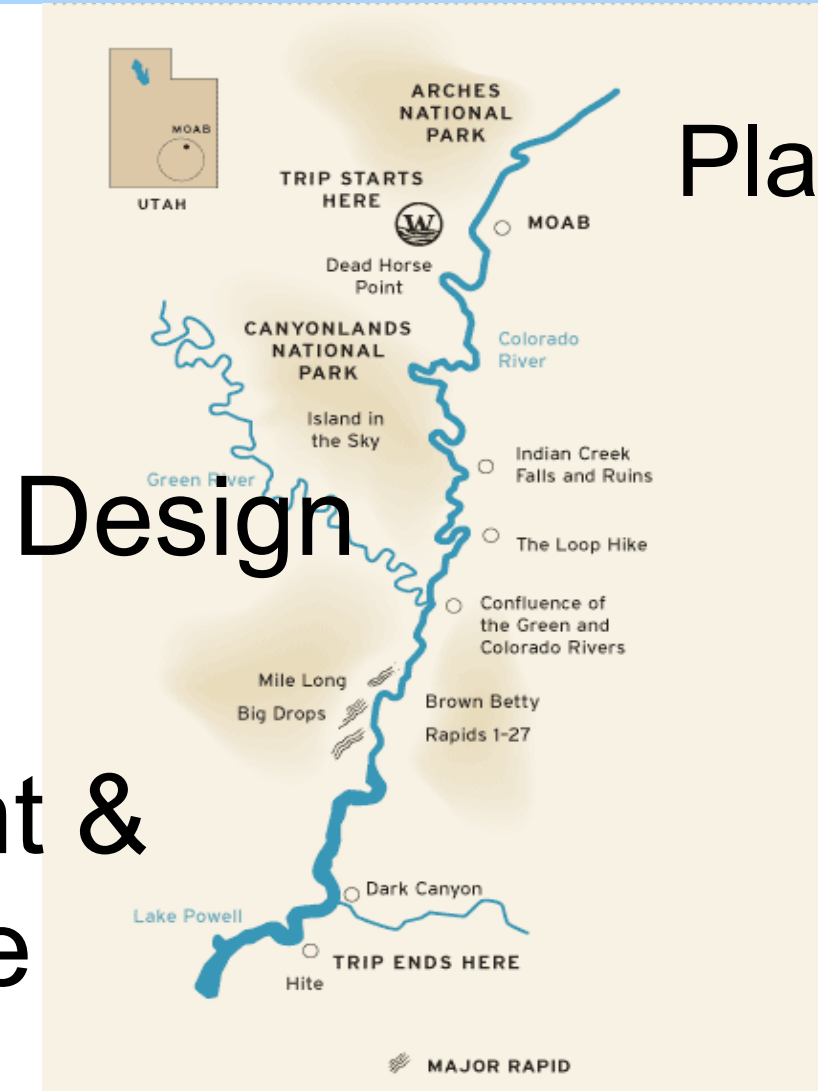 ARCHES
NATIONAL
PARK
Pla
MOAB
UTAH
TRIP STARTS
HERE
W
MOAB
Dead Horse
Point
CANYONLANDS
NATIONAL
PARK
Colorado
River
Island in
the Sky
Indian Creek
Falls and Ruins
Green River
Design
The Loop Hike
Confluence of
the Green and
Colorado Rivers
Mile Long
Big Drops
Brown Betty
Rapids 1-27
nt &
e
Dark Canyon
Lake Powell
TRIP ENDS HERE
Hite
MAJOR RAPID